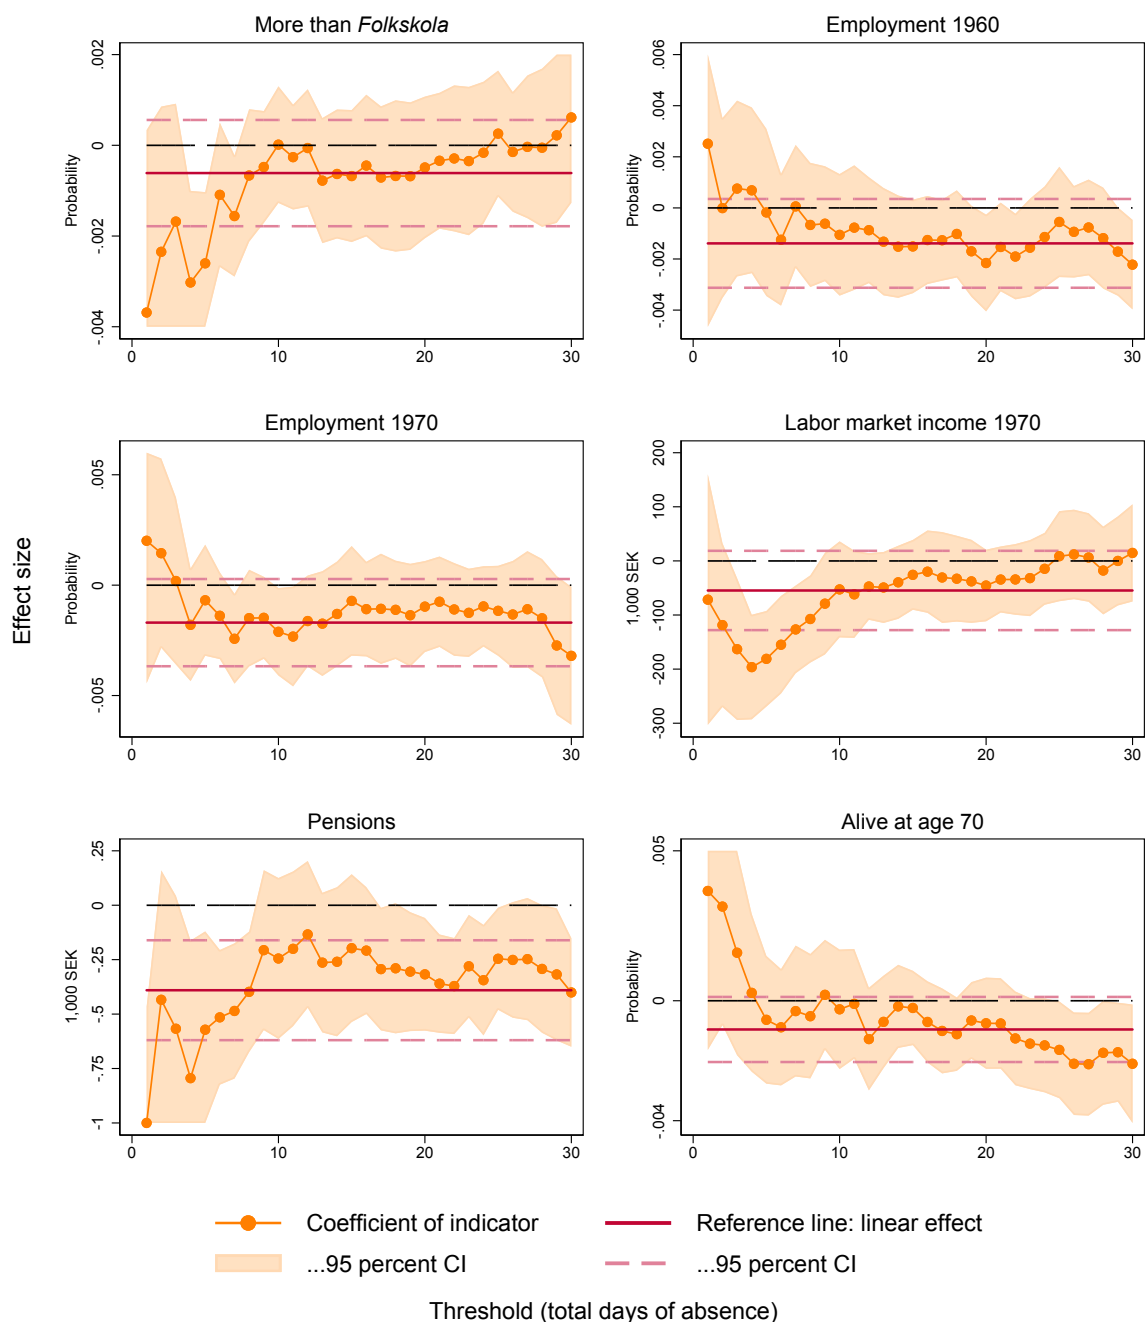 More than Folkskola
Employment 1960
Probability
.002
0
-.002
-.004
0
10
20
30
Probability
.006
.004
.002
0
-.002
-.004
0
10
20
30
Employment 1970
Labor market income 1970
Effect size
Probability
.005
0
-.005
0
10
20
30
1,000 SEK
200
100
0
-100
-200
-300
0
10
20
30
Pensions
Alive at age 70
1,000 SEK
.25
0
-.25
-.5
-.75
-1
0
10
20
30
Probability
.005
0
-.004
0
10
20
30
Coefficient of indicator
Reference line: linear effect
...95 percent CI
...95 percent CI
Threshold (total days of absence)